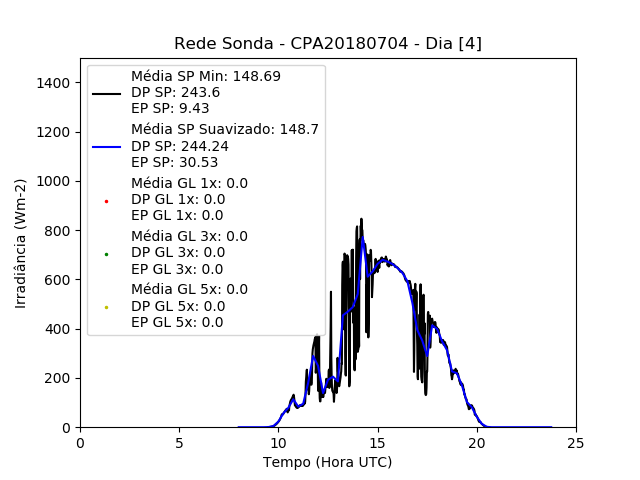 Rede Sonda - CPA20180704 - Dia [4]
Média SP Min: 148.69
DP SP: 243.6
EP SP: 9.43
Média SP Suavizado: 148.7
DP SP: 244.24
EP SP: 30.53
Média GL 1x: 0.0
DP GL 1x: 0.0
EP GL 1x: 0.0
Média GL 3x: 0.0
DP GL 3x: 0.0
EP GL 3x: 0.0
Média GL 5x: 0.0
DP GL 5x: 0.0
EP GL 5x: 0.0
1400
1200
1000
800
600
400
200
0
Irradiância (Wm-2)
0 5 10 15 20 25
Tempo (Hora UTC)